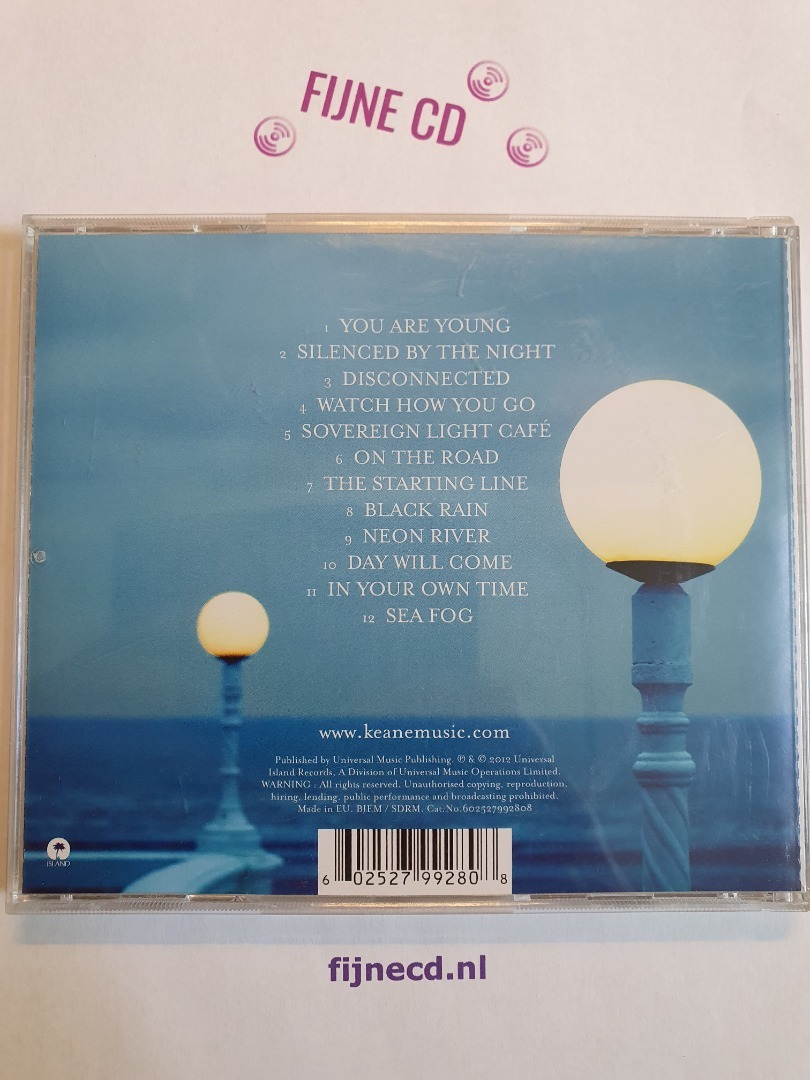 FIJNE CD
1 YOU ARE YOUNG
2 SILENCED BY THE NIGHT
3 DISCONNECTED
4 WATCH HOW YOU GO
5 SOVEREIGN LIGHT CAFÉ
6 ON THE ROAD
7 THE STARTING LINE
8 BLACK RAIN
9 NEON RIVER
10 DAY WILL COME
11 IN YOUR OWN TIME
12 SEA FOG
www.keanemusic.com
Published by Universal Music Publishing. ℗ & © 2012 Universal
Island Records. A Division of Universal Music Operations Limited.
WARNING : All rights reserved. Unauthorised copying, reproduction,
hiring, lending, public performance and broadcasting prohibited.
Made in EU. BIEM / SDRM. Cat.No.602527992808
ISLAND
6 02527 99280 8
fijnecd.nl